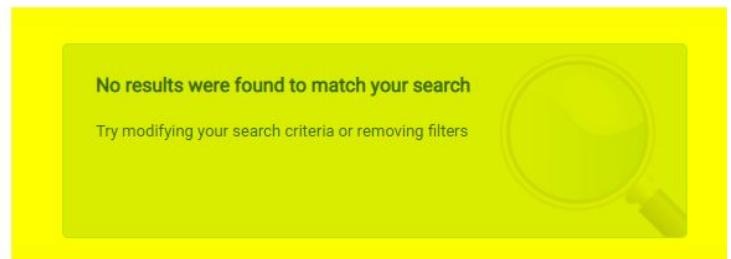 No results were found to match your search
Try modifying your search criteria or removing filters